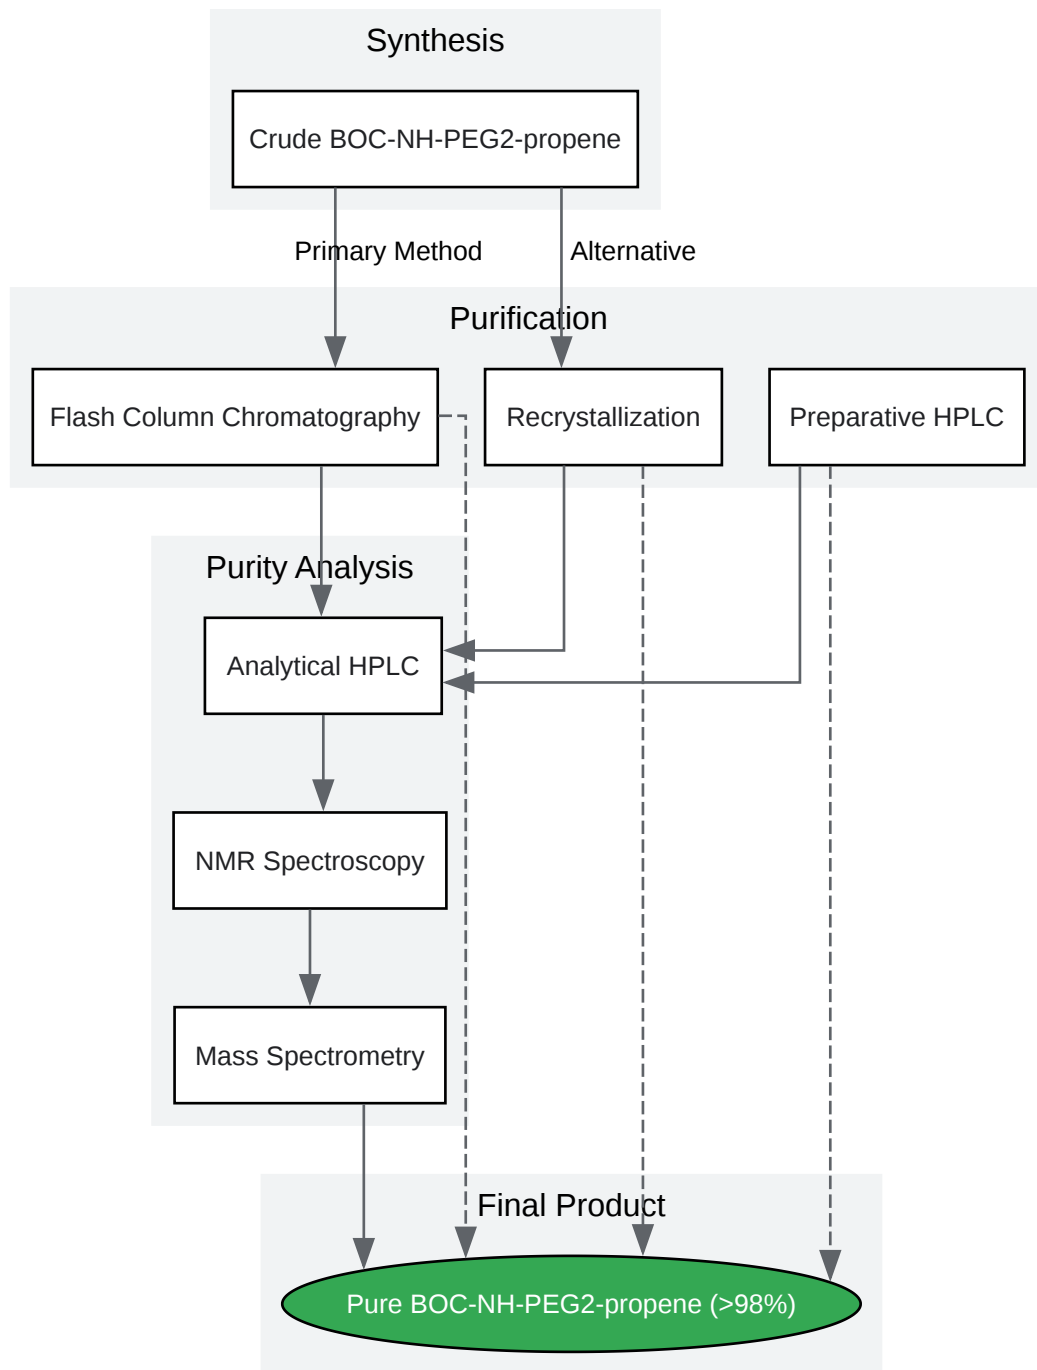 Synthesis
Crude BOC-NH-PEG2-propene
Primary Method
Alternative
Purification
Flash Column Chromatography
Recrystallization
Preparative HPLC
Purity Analysis
Analytical HPLC
NMR Spectroscopy
Mass Spectrometry
Final Product
Pure BOC-NH-PEG2-propene (>98%)